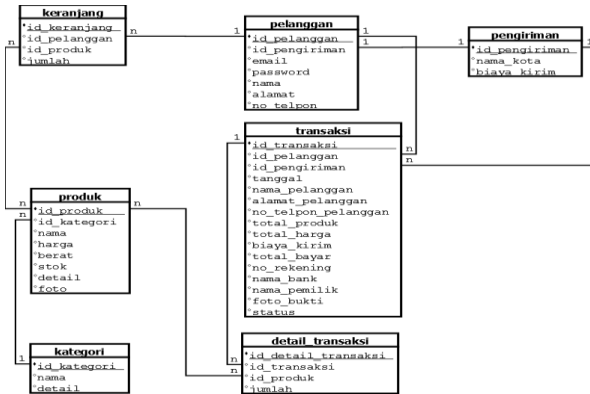 keranjang
id_keranjang
id_pelanggan
id_produk
jumlah
n
n
1
pelanggan
id_pelanggan
id_pengiriman
email
password
nama
alamat
no_telpon
1
1
1
1
pengiriman
id_pengiriman
nama_kota
biaya_kirim
transaksi
id_transaksi
id_pelanggan
id_pengiriman
tanggal
nama_pelanggan
alamat_pelanggan
no_telpon_pelanggan
total_produk
total_harga
biaya_kirim
total_bayar
no_rekening
nama_bank
nama_pemilik
foto_bukti
status
1
n
n
produk
id_produk
id_kategori
nama
harga
berat
stok
detail
foto
n
n
n
kategori
id_kategori
nama
detail
1
detail_transaksi
id_detail_transaksi
id_transaksi
id_produk
jumlah
n
n